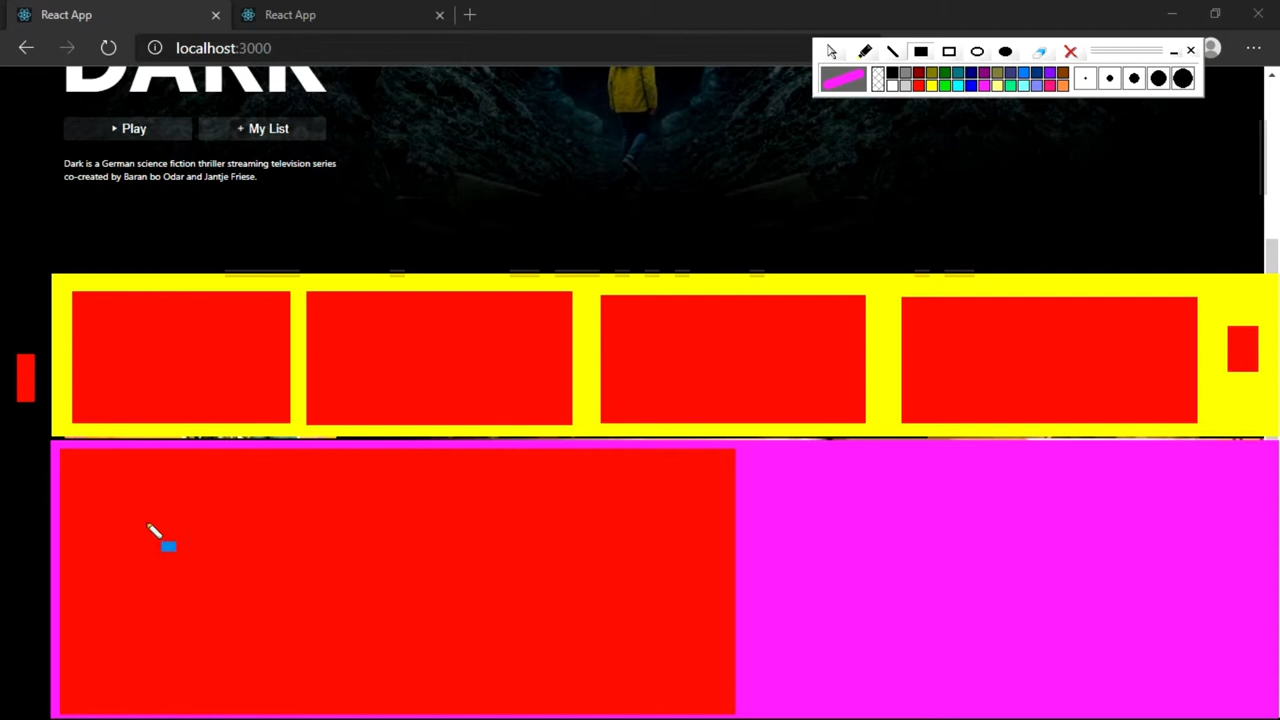 React App
React App
localhost:3000
DARK
Play
+ My List
Dark is a German science fiction thriller streaming television series
co-created by Baran bo Odar and Jantje Friese.